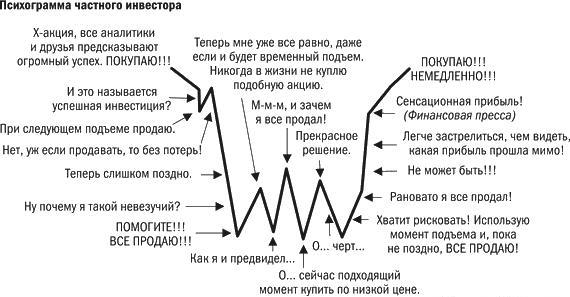 Психограмма частного инвестора
Х-акция, все аналитики
и друзья предсказывают
огромный успех. ПОКУПАЮ!!!
И это называется
успешная инвестиция?
При следующем подъеме продаю.
Нет, уж если продавать, то без потерь!
Теперь слишком поздно.
Ну почему я такой невезучий?
ПОМОГИТЕ!!!
ВСЕ ПРОДАЮ!!!
Теперь мне уже все равно, даже
если и будет временный подъем.
Никогда в жизни не куплю
подобную акцию.
Как я и предвидел...
М-м-м, и зачем
я все продал!
О... сейчас подходящий
момент купить по низкой цене.
Прекрасное
решение.
О... черт...
Хватит рисковать! Использую
момент подъема и, пока
не поздно, ВСЕ ПРОДАЮ!
Рановато я все продал!
Не может быть!!!
Легче застрелиться, чем видеть,
какая прибыль прошла мимо!
Сенсационная прибыль!
(Финансовая пресса)
ПОКУПАЮ!!!
НЕМЕДЛЕННО!!!